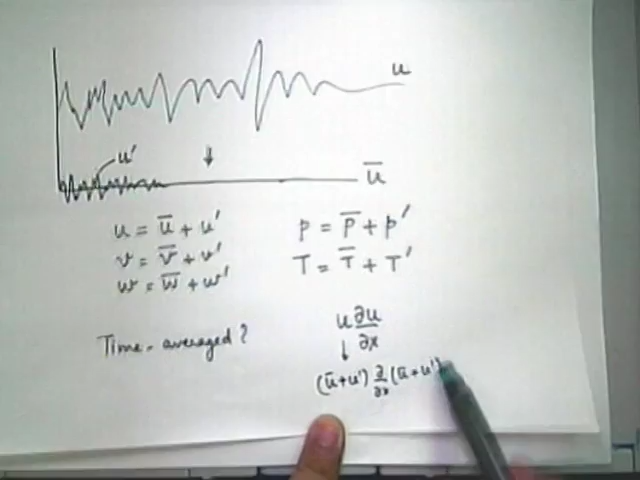 u
u'
u̅
u = u̅ + u' p = p̅ + p'
v = v̅ + v' T = T̅ + T'
w = w̅ + w'
Time-averaged?
u ∂u/∂x
↓
(u̅+u') ∂/∂x (u̅+u')